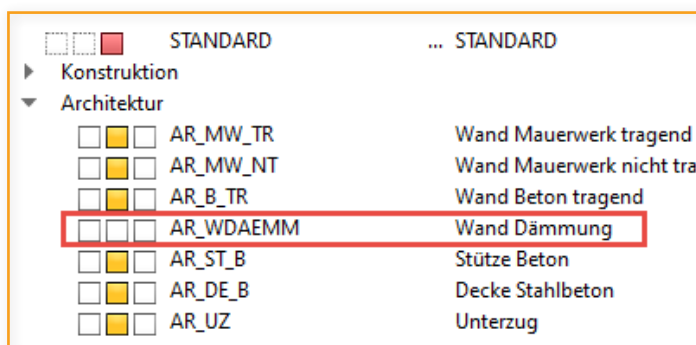 STANDARD ... STANDARD
Konstruktion
Architektur
AR_MW_TR Wand Mauerwerk tragend
AR_MW_NT Wand Mauerwerk nicht tra
AR_B_TR Wand Beton tragend
AR_WDAEMM Wand Dämmung
AR_ST_B Stütze Beton
AR_DE_B Decke Stahlbeton
AR_UZ Unterzug